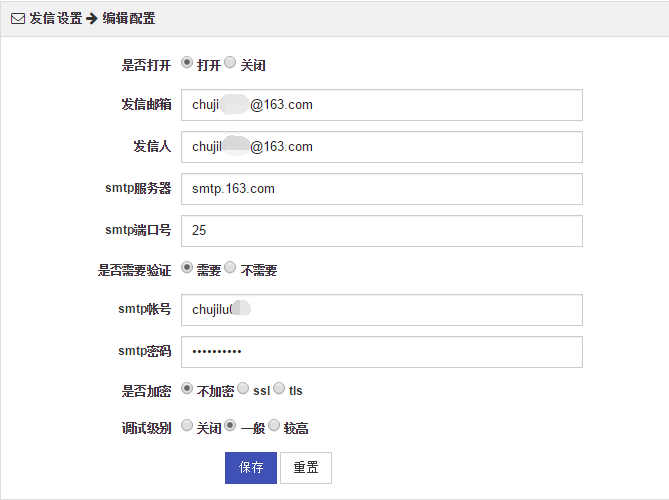 发信设置 → 编辑配置
是否打开 打开 关闭
发信邮箱 chuji @163.com
发信人 chujil @163.com
smtp服务器 smtp.163.com
smtp端口号 25
是否需要验证 需要 不需要
smtp帐号 chujilu
smtp密码 ••••••••••
是否加密 不加密 ssl tls
调试级别 关闭 一般 较高
保存 重置